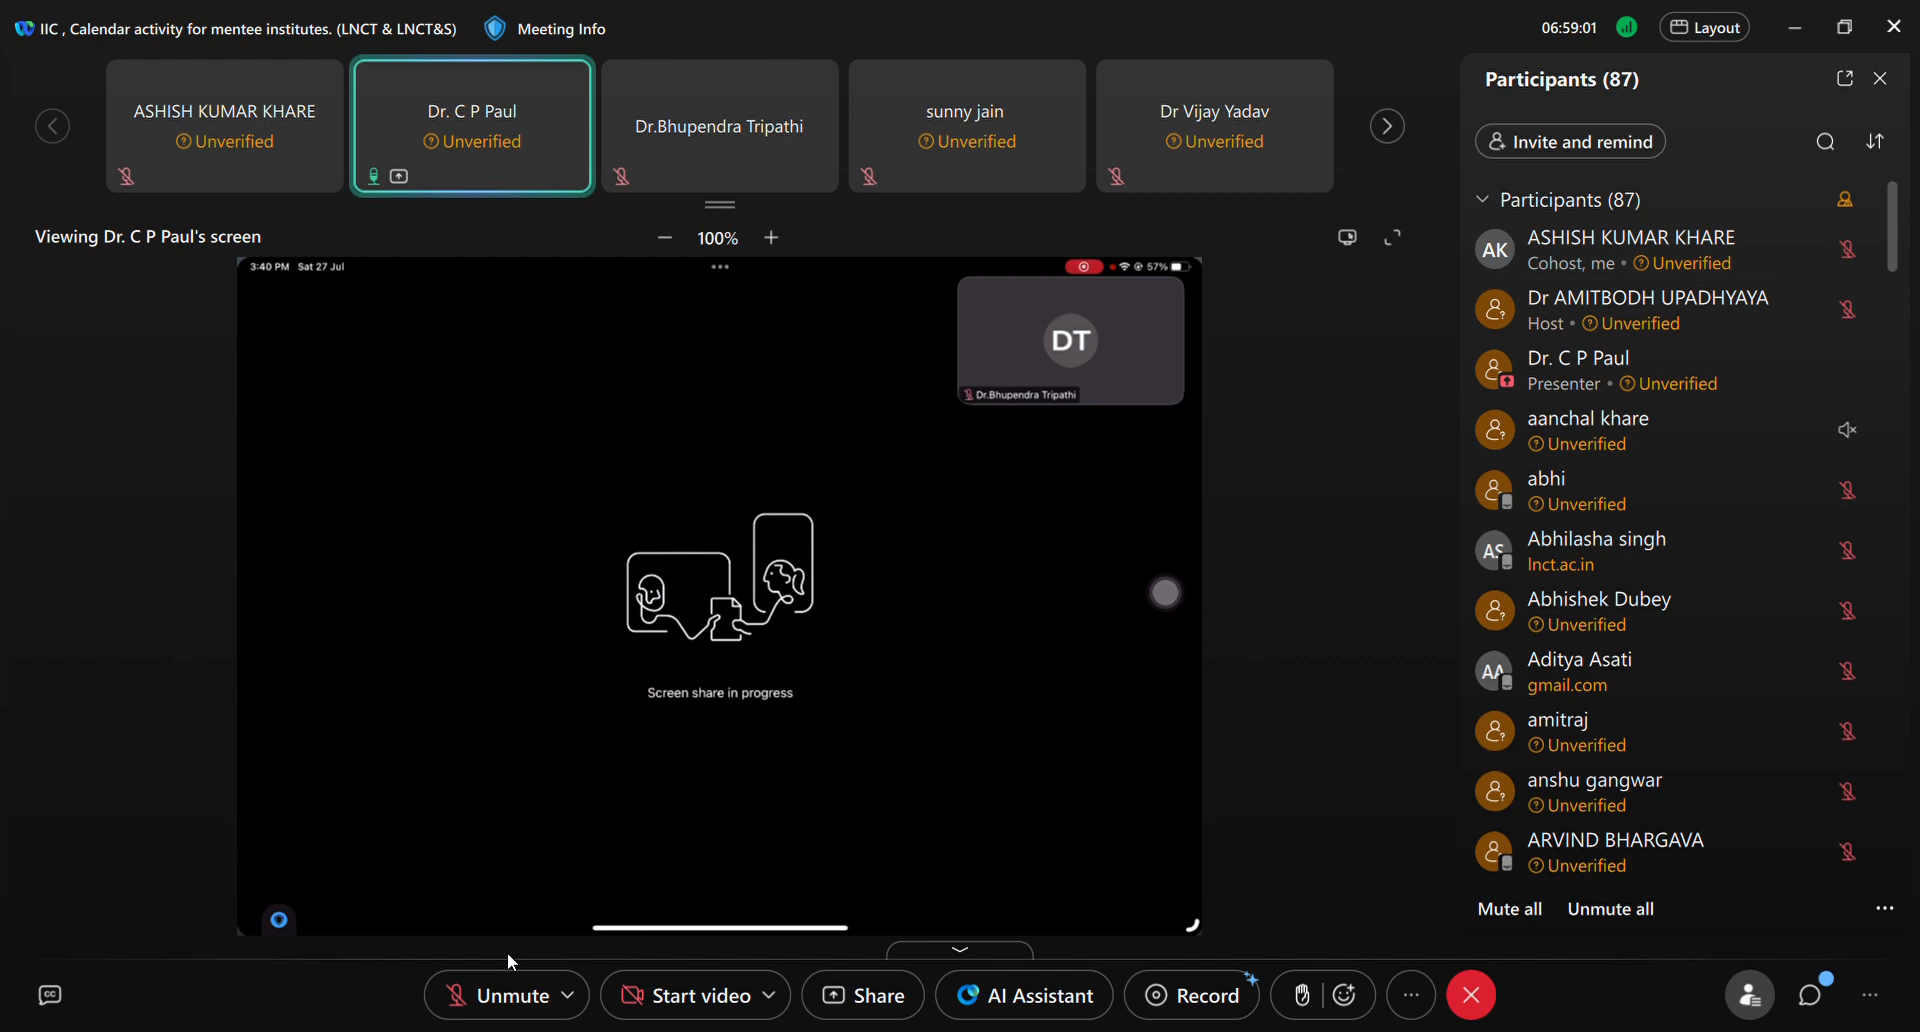 IIC , Calendar activity for mentee institutes. (LNCT & LNCT&S)
Meeting Info
06:59:01
Layout
ASHISH KUMAR KHARE
Unverified
Dr. C P Paul
Unverified
Dr.Bhupendra Tripathi
sunny jain
Unverified
Dr Vijay Yadav
Unverified
Viewing Dr. C P Paul's screen
100%
3:40 PM Sat 27 Jul
57%
DT
Dr.Bhupendra Tripathi
Screen share in progress
Participants (87)
Invite and remind
Participants (87)
AK
ASHISH KUMAR KHARE
Cohost, me • Unverified
Dr AMITBODH UPADHYAYA
Host • Unverified
Dr. C P Paul
Presenter • Unverified
aanchal khare
Unverified
abhi
Unverified
AS
Abhilasha singh
lnct.ac.in
Abhishek Dubey
Unverified
AA
Aditya Asati
gmail.com
amitraj
Unverified
anshu gangwar
Unverified
ARVIND BHARGAVA
Unverified
Mute all
Unmute all
CC
Unmute
Start video
Share
AI Assistant
Record